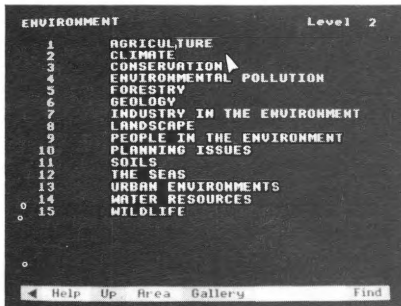 ENVIRONMENT Level 2
1 AGRICULTURE
2 CLIMATE
3 CONSERVATION
4 ENVIRONMENTAL POLLUTION
5 FORESTRY
6 GEOLOGY
7 INDUSTRY IN THE ENVIRONMENT
8 LANDSCAPE
9 PEOPLE IN THE ENVIRONMENT
10 PLANNING ISSUES
11 SOILS
12 THE SEAS
13 URBAN ENVIRONMENTS
14 WATER RESOURCES
15 WILDLIFE
Help Up Area Gallery Find